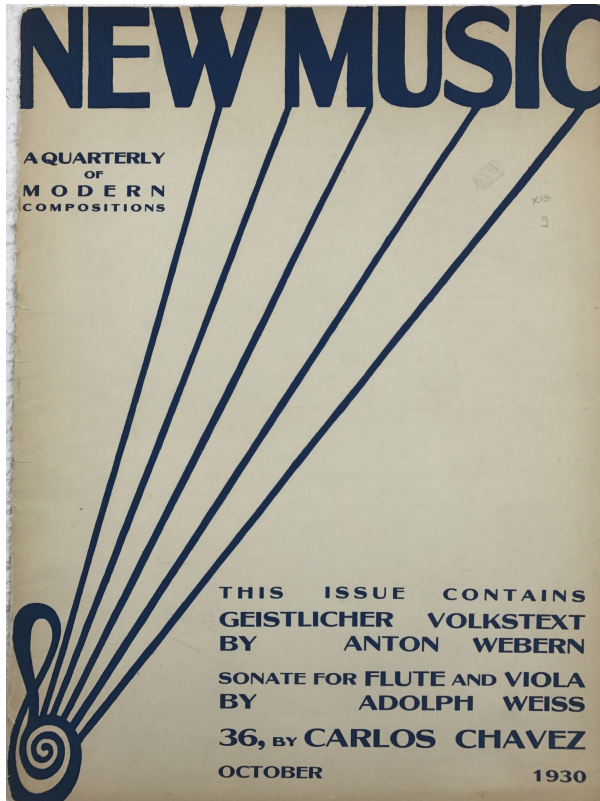 NEW MUSIC
A QUARTERLY
OF
MODERN
COMPOSITIONS
THIS ISSUE CONTAINS
GEISTLICHER VOLKSTEXT
BY ANTON WEBERN
SONATE FOR FLUTE AND VIOLA
BY ADOLPH WEISS
36, BY CARLOS CHAVEZ
OCTOBER 1930